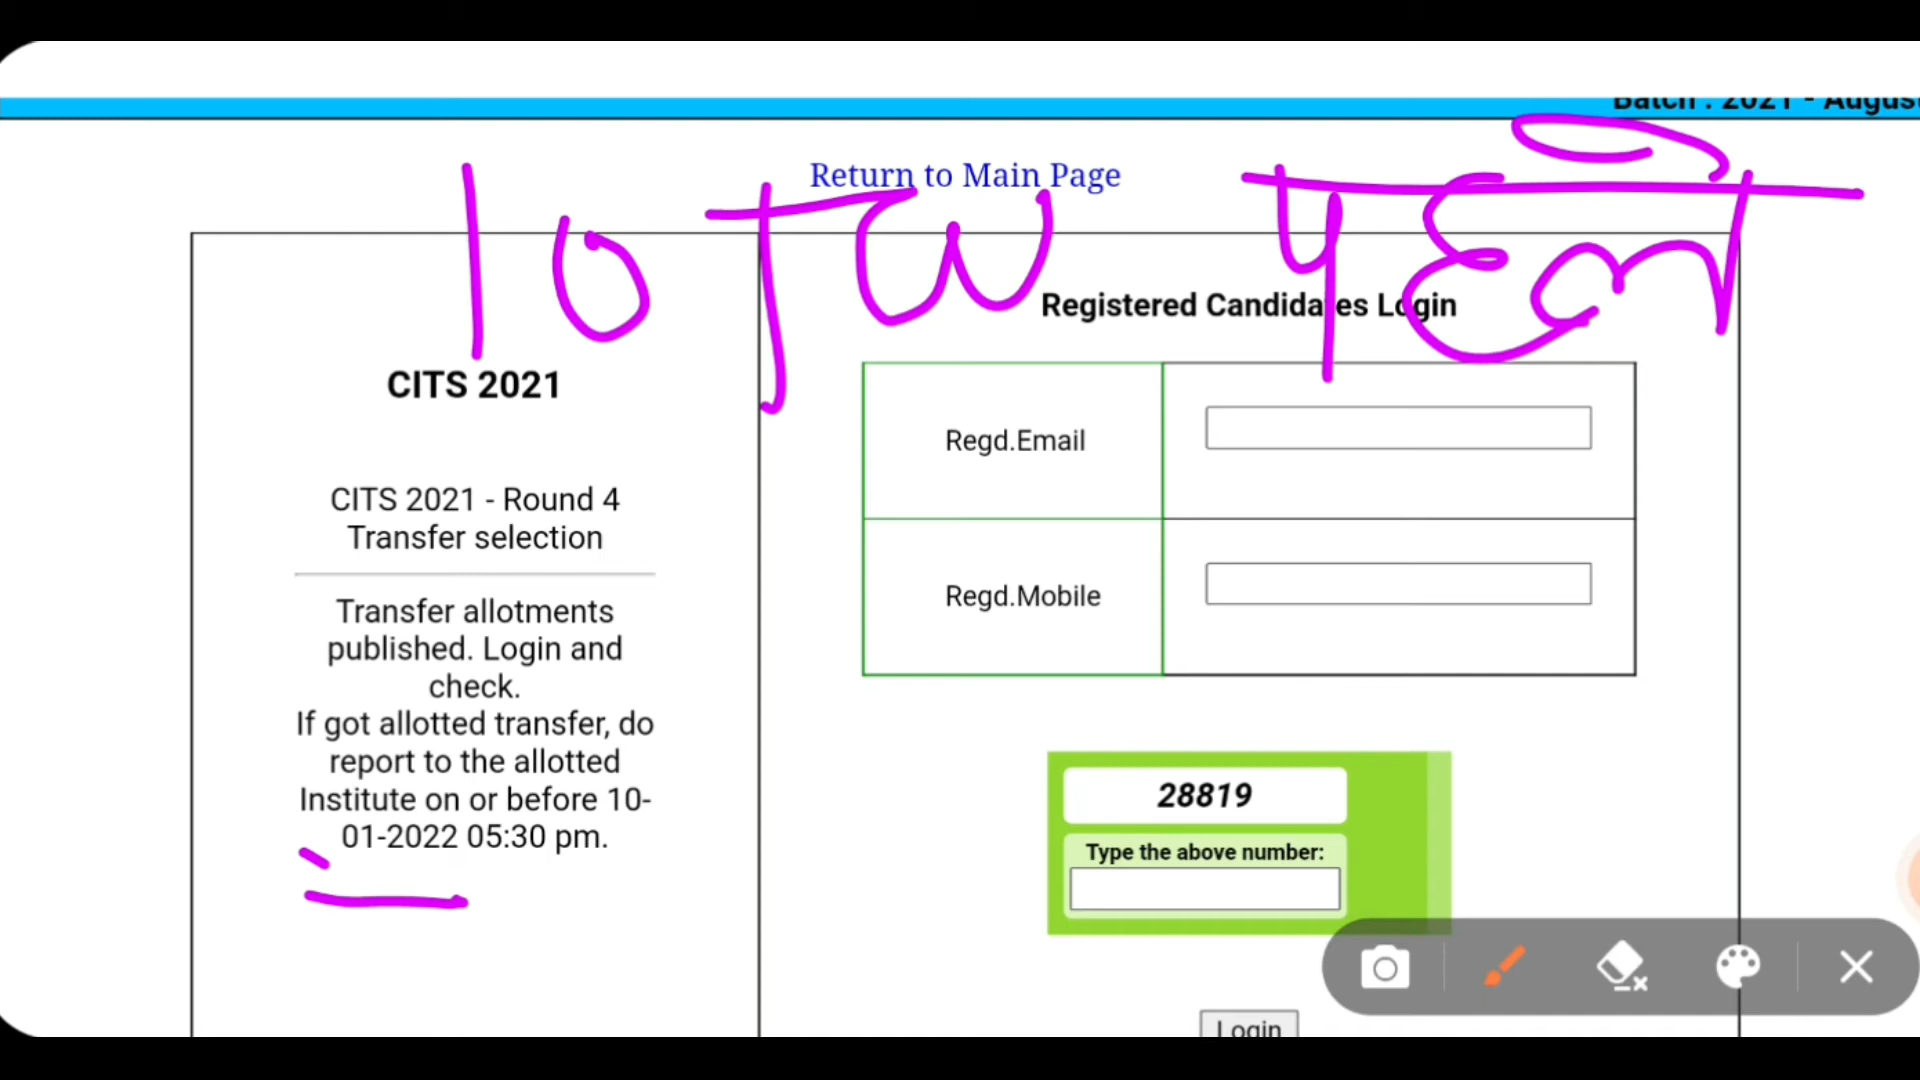 Batch : 2021 - August
Return to Main Page
10
Registered Candidates Login
CITS 2021
CITS 2021 - Round 4
Transfer selection
Transfer allotments
published. Login and
check.
If got allotted transfer, do
report to the allotted
Institute on or before 10-
01-2022 05:30 pm.
Regd.Email
Regd.Mobile
28819
Type the above number:
Login